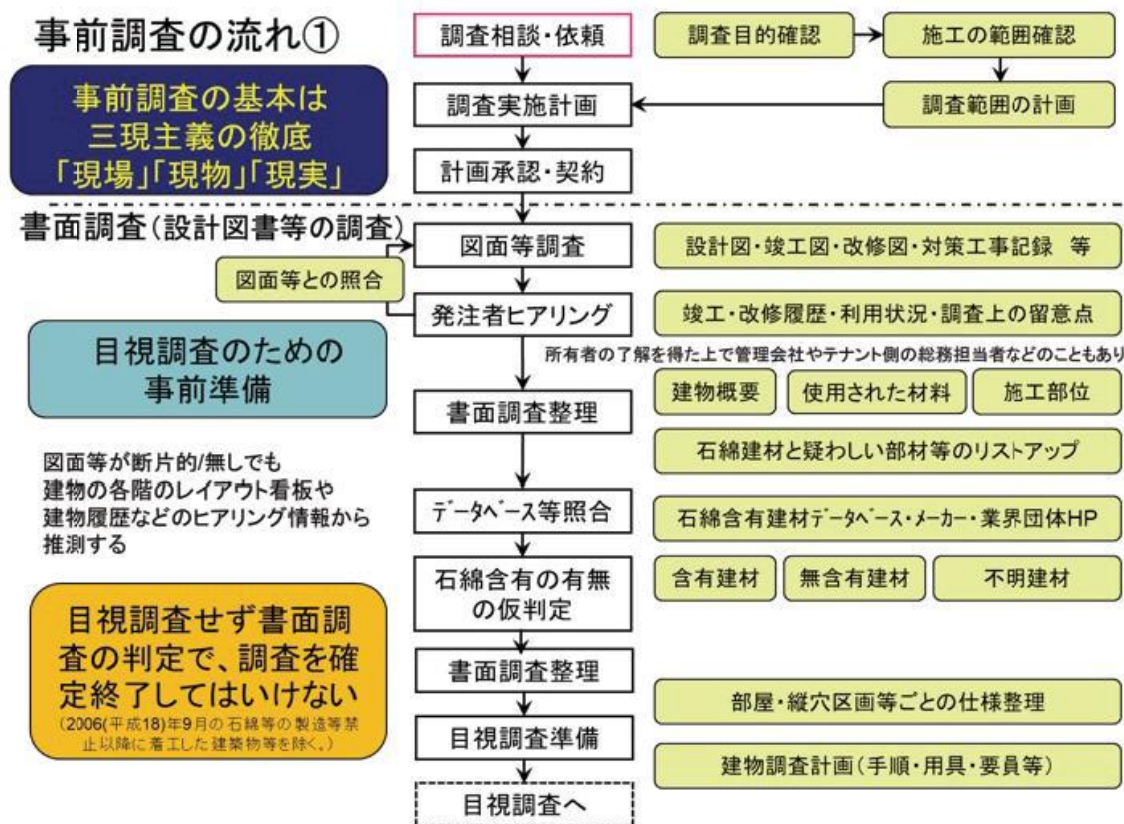 事前調査の流れ①
調査相談・依頼
調査目的確認
施工の範囲確認
事前調査の基本は
三現主義の徹底
「現場」「現物」「現実」
調査実施計画
調査範囲の計画
計画承認・契約
書面調査(設計図書等の調査)
図面等調査
設計図・竣工図・改修図・対策工事記録 等
図面等との照合
発注者ヒアリング
竣工・改修履歴・利用状況・調査上の留意点
所有者の了解を得た上で管理会社やテナント側の総務担当者などのこともあり
目視調査のための
事前準備
書面調査整理
建物概要
使用された材料
施工部位
石綿建材と疑わしい部材等のリストアップ
図面等が断片的/無しでも
建物の各階のレイアウト看板や
建物履歴などのヒアリング情報から
推測する
データベース等照合
石綿含有建材データベース・メーカー・業界団体HP
石綿含有の有無
の仮判定
含有建材
無含有建材
不明建材
目視調査せず書面調
査の判定で、調査を確
定終了してはいけない
(2006(平成18)年9月の石綿等の製造等禁
止以降に着工した建築物等を除く。)
書面調査整理
部屋・縦穴区画等ごとの仕様整理
目視調査準備
建物調査計画(手順・用具・要員等)
目視調査へ